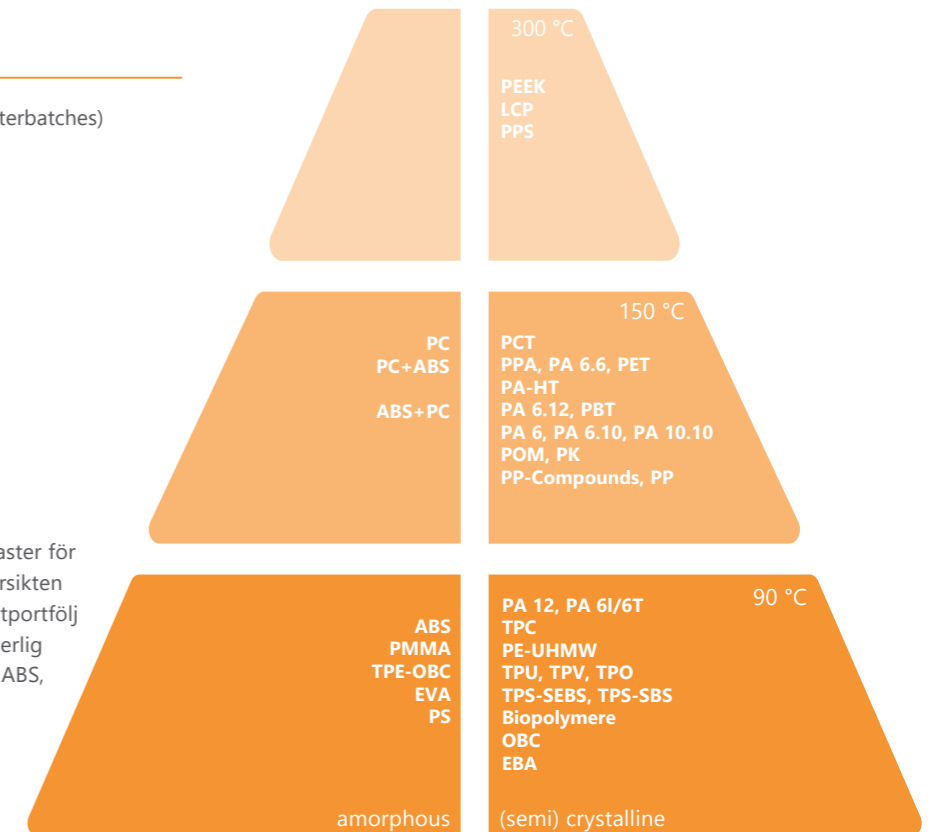 terbatches)
aster för
rsikten
tportfölj
erlig
ABS,
300 °C
PEEK
LCP
PPS
PC
PC+ABS
ABS+PC
150 °C
PCT
PPA, PA 6.6, PET
PA-HT
PA 6.12, PBT
PA 6, PA 6.10, PA 10.10
POM, PK
PP-Compounds, PP
ABS
PMMA
TPE-OBC
EVA
PS
amorphous
90 °C
PA 12, PA 6I/6T
TPC
PE-UHMW
TPU, TPV, TPO
TPS-SEBS, TPS-SBS
Biopolymere
OBC
EBA
(semi) crystalline